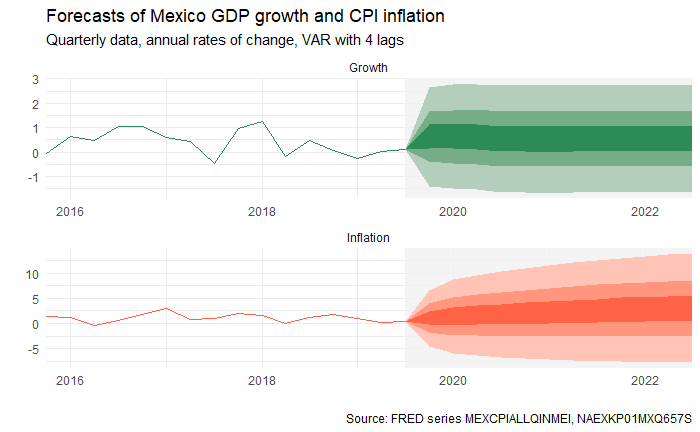 Forecasts of Mexico GDP growth and CPI inflation
Quarterly data, annual rates of change, VAR with 4 lags
Growth
3
2
1
0
-1
2016 2018 2020 2022
Inflation
10
5
0
-5
2016 2018 2020 2022
Source: FRED series MEXCPIALLQINMEI, NAEXKP01MXQ657S